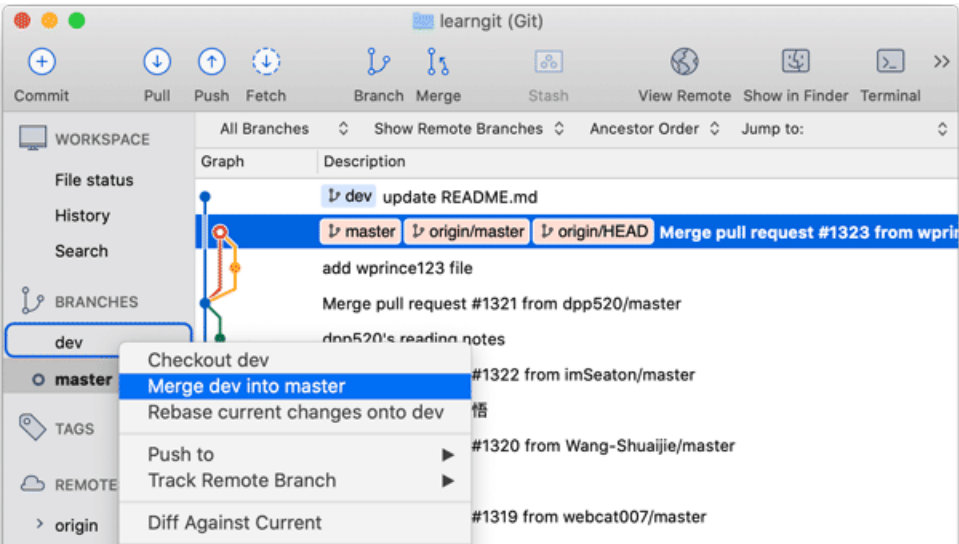 learngit (Git)
Commit Pull Push Fetch Branch Merge Stash View Remote Show in Finder Terminal
All Branches Show Remote Branches Ancestor Order Jump to:
Graph Description
WORKSPACE
File status
History
Search
BRANCHES
dev
master
TAGS
REMOTE
origin
dev update README.md
master origin/master origin/HEAD Merge pull request #1323 from wprin
add wprince123 file
Merge pull request #1321 from dpp520/master
dpp520's reading notes
#1322 from imSeaton/master
悟
#1320 from Wang-Shuaijie/master
#1319 from webcat007/master
Checkout dev
Merge dev into master
Rebase current changes onto dev
Push to
Track Remote Branch
Diff Against Current